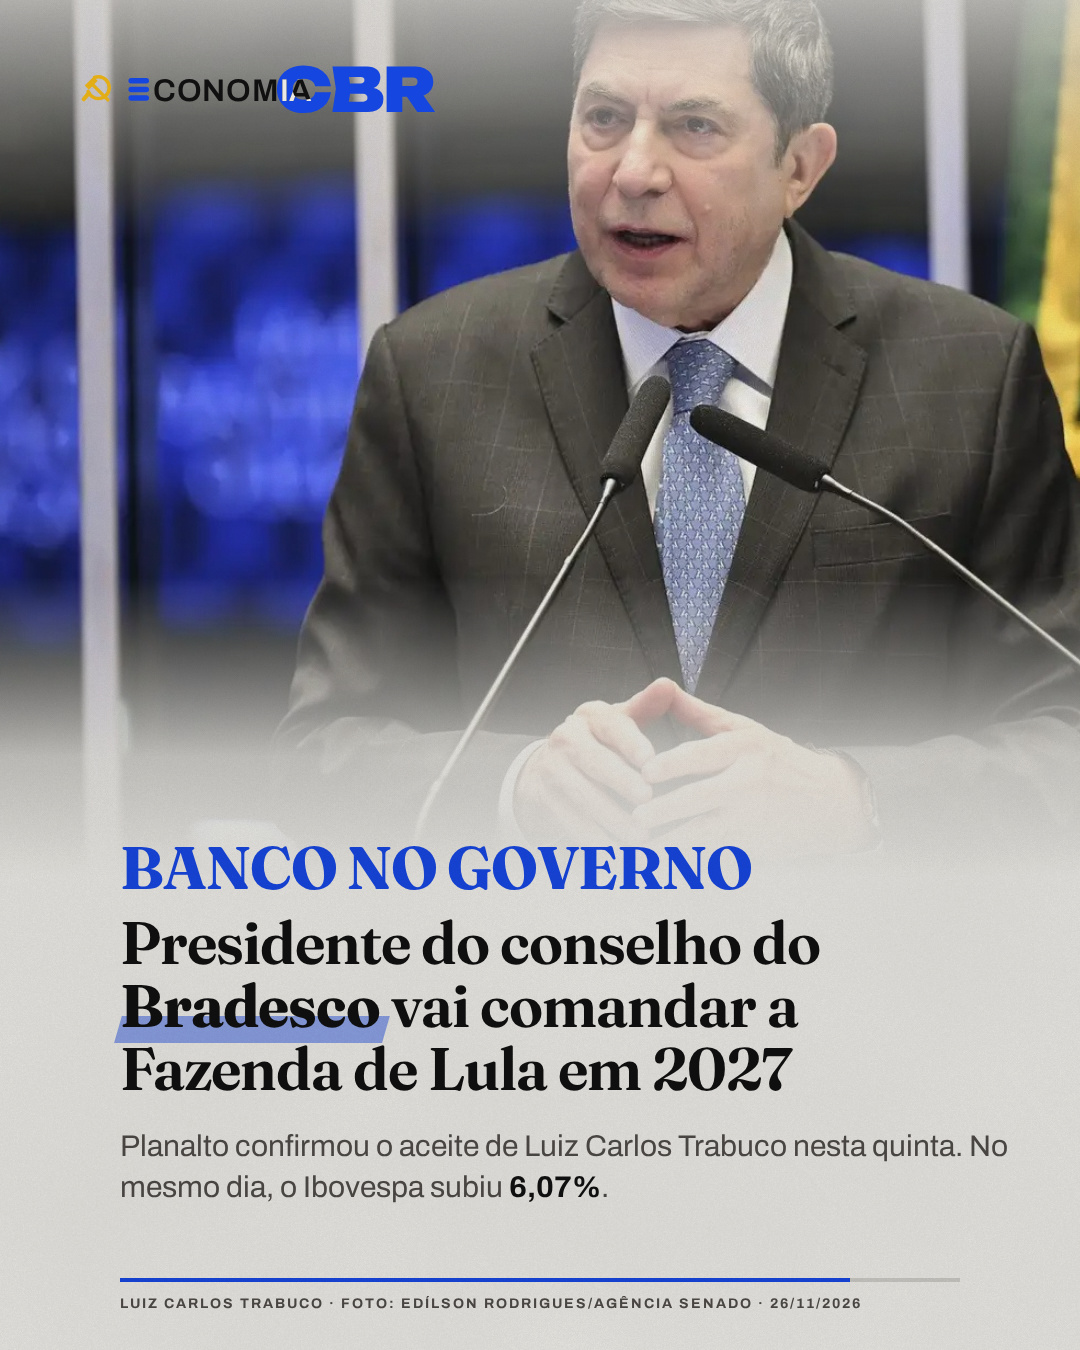 ECONOMIA CBR
BANCO NO GOVERNO
Presidente do conselho do
Bradesco vai comandar a
Fazenda de Lula em 2027
Planalto confirmou o aceite de Luiz Carlos Trabuco nesta quinta. No
mesmo dia, o Ibovespa subiu 6,07%.
LUIZ CARLOS TRABUCO · FOTO: EDÍLSON RODRIGUES/AGÊNCIA SENADO · 26/11/2026